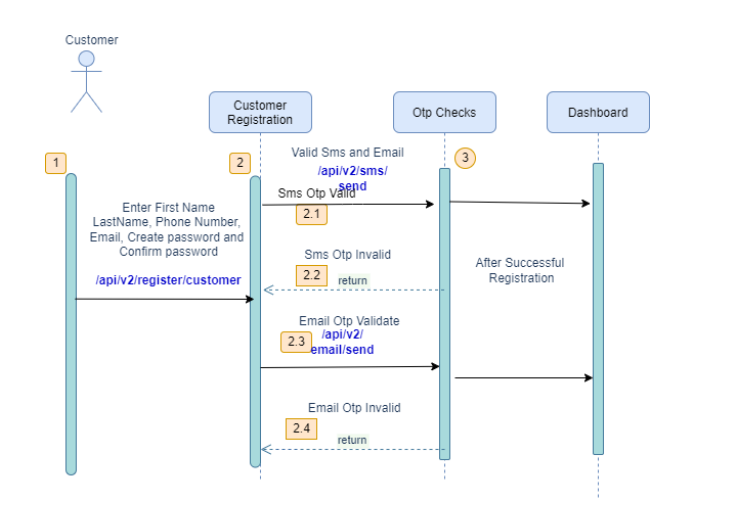 Customer
Customer
Registration
Otp Checks
Dashboard
1
2
Valid Sms and Email
3
/api/v2/sms/
send
Sms Otp Valid
2.1
Enter First Name
LastName, Phone Number,
Email, Create password and
Confirm password
/api/v2/register/customer
Sms Otp Invalid
2.2
return
After Successful
Registration
Email Otp Validate
2.3
/api/v2/
email/send
Email Otp Invalid
2.4
return